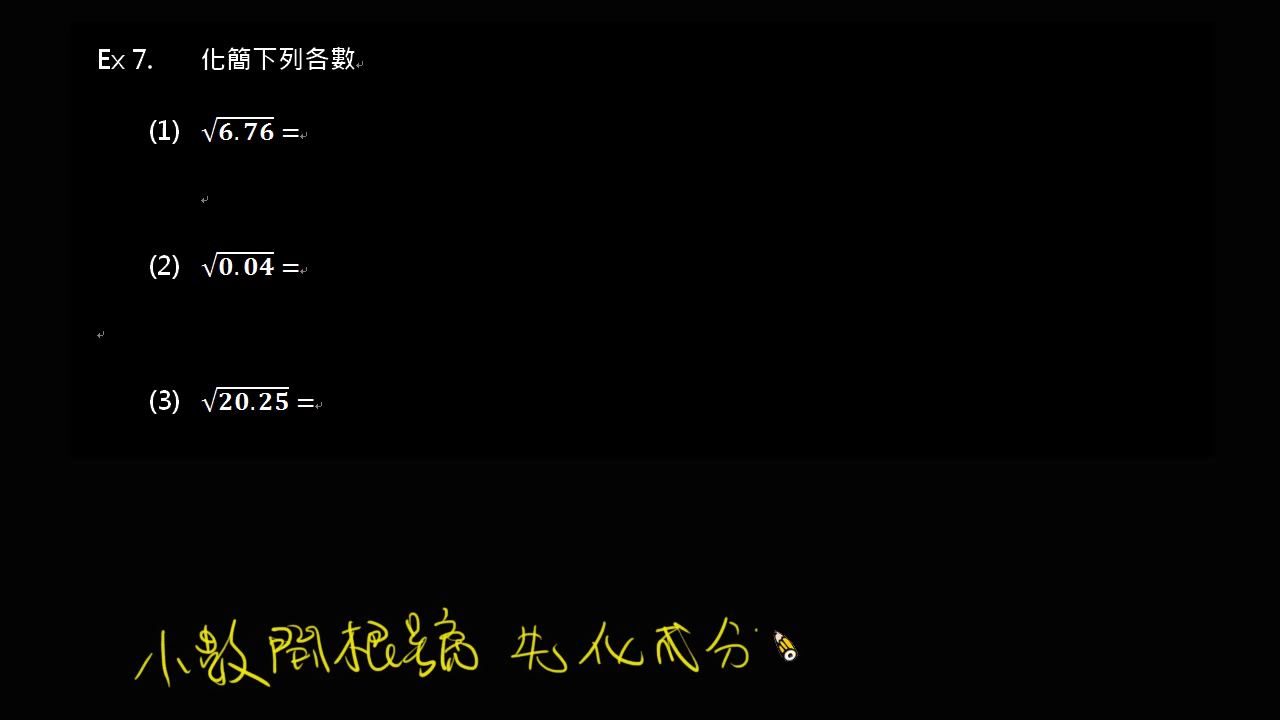 Ex 7. 化簡下列各數
(1) √6.76 =
(2) √0.04 =
(3) √20.25 =
小數開根號 先化成分